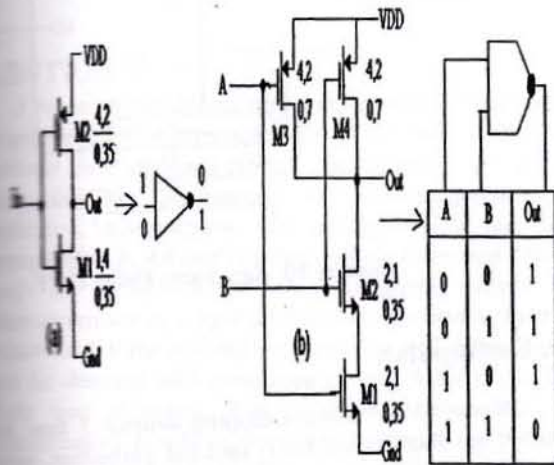 VDD
4,2
M2
0,35
Out
1
0
0
1
1,4
M1
0,35
Gnd
VDD
A
4,2
0,7
M3
4,2
0,7
M4
Out
B
2,1
M2
0,35
(b)
2,1
M1
0,35
Gnd
A B Out
0 0 1
0 1 1
1 0 1
1 1 0